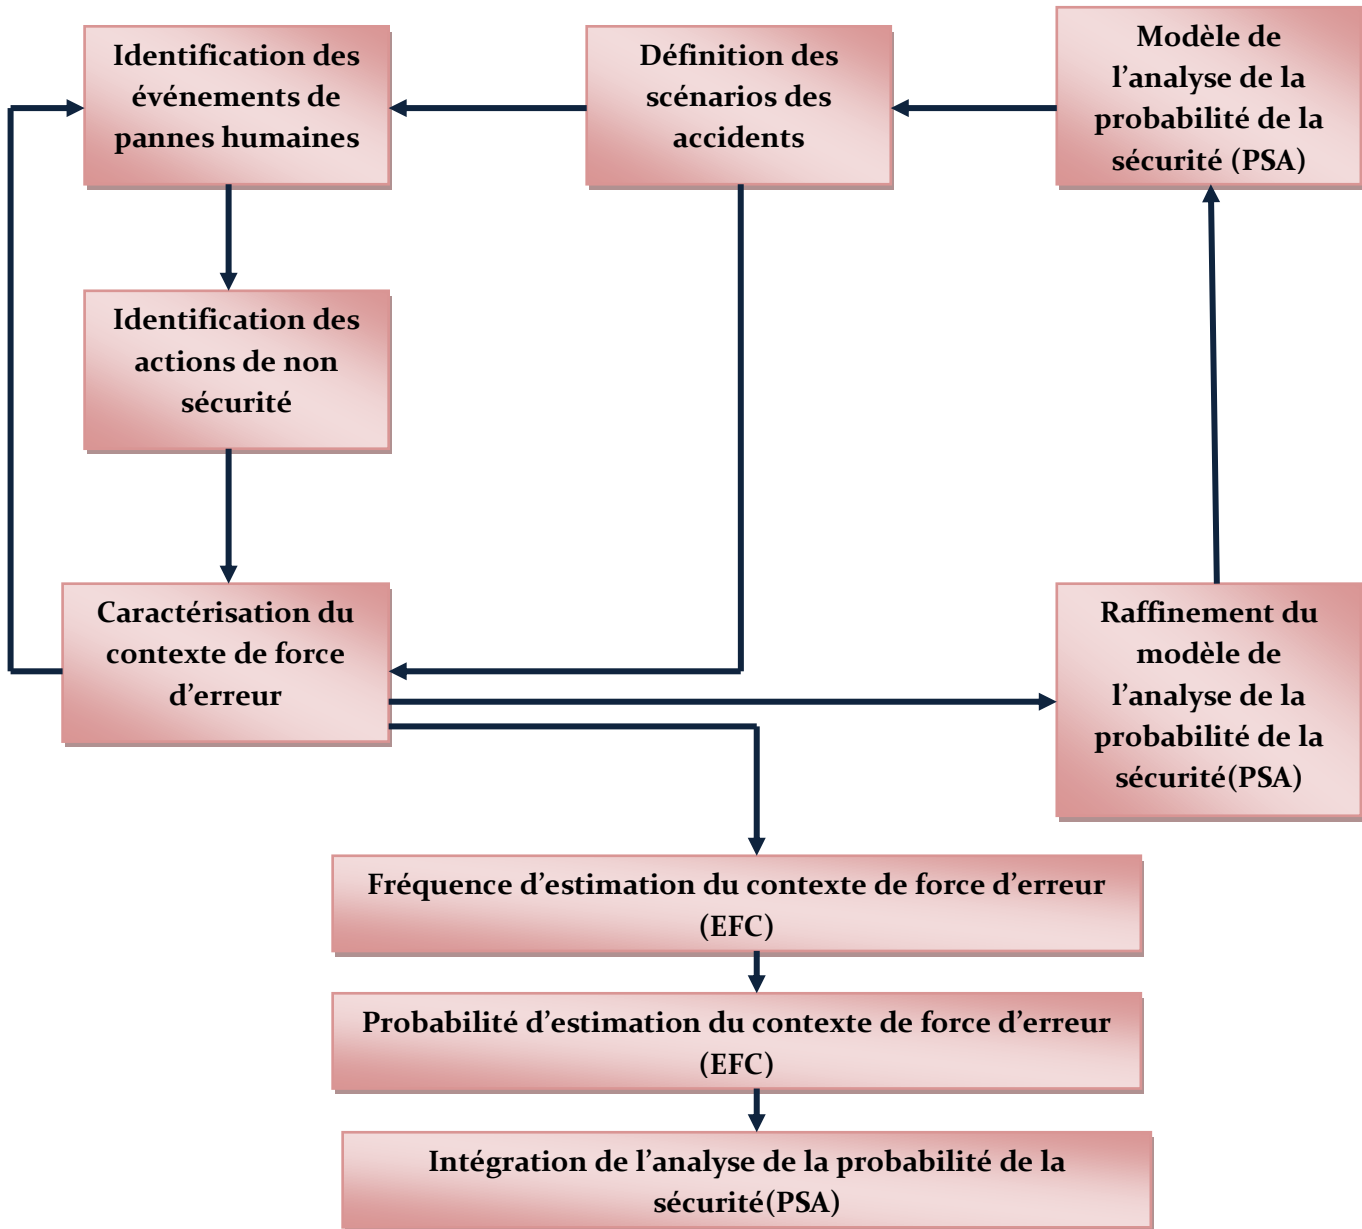 Identification des
événements de
pannes humaines
Définition des
scénarios des
accidents
Modèle de
l’analyse de la
probabilité de la
sécurité (PSA)
Identification des
actions de non
sécurité
Caractérisation du
contexte de force
d’erreur
Raffinement du
modèle de
l’analyse de la
probabilité de la
sécurité(PSA)
Fréquence d’estimation du contexte de force d’erreur
(EFC)
Probabilité d’estimation du contexte de force d’erreur
(EFC)
Intégration de l’analyse de la probabilité de la
sécurité(PSA)